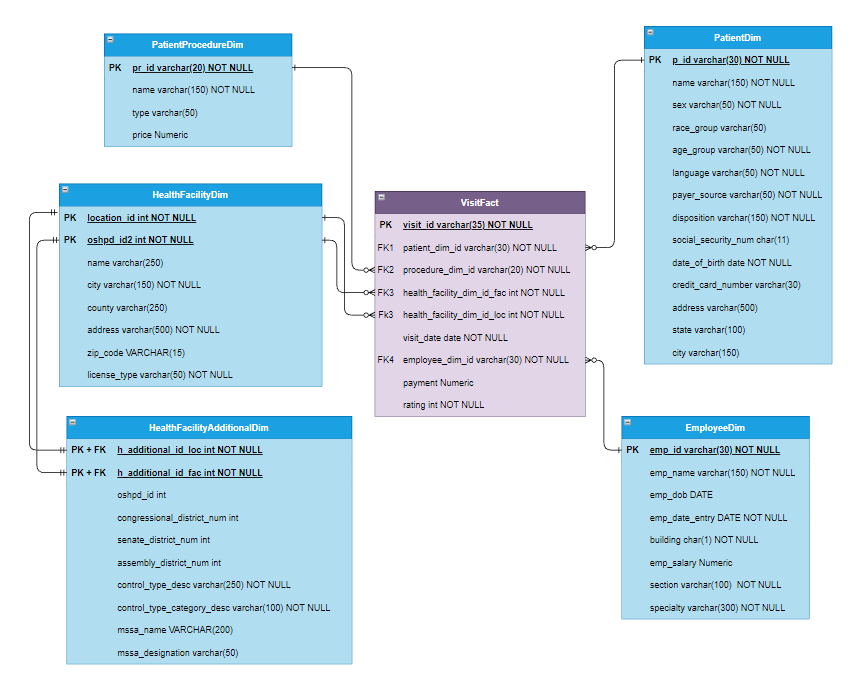 PatientProcedureDim
PK pr_id varchar(20) NOT NULL
name varchar(150) NOT NULL
type varchar(50)
price Numeric
PatientDim
PK p_id varchar(30) NOT NULL
name varchar(150) NOT NULL
sex varchar(50) NOT NULL
race_group varchar(50)
age_group varchar(50) NOT NULL
language varchar(50) NOT NULL
payer_source varchar(50) NOT NULL
disposition varchar(150) NOT NULL
social_security_num char(11)
date_of_birth date NOT NULL
credit_card_number varchar(30)
address varchar(500)
state varchar(100)
city varchar(150)
HealthFacilityDim
PK location_id int NOT NULL
PK oshpd_id2 int NOT NULL
name varchar(250)
city varchar(150) NOT NULL
county varchar(250)
address varchar(500) NOT NULL
zip_code VARCHAR(15)
license_type varchar(50) NOT NULL
VisitFact
PK visit_id varchar(35) NOT NULL
FK1 patient_dim_id varchar(30) NOT NULL
FK2 procedure_dim_id varchar(20) NOT NULL
FK3 health_facility_dim_id_fac int NOT NULL
Fk3 health_facility_dim_id_loc int NOT NULL
visit_date date NOT NULL
FK4 employee_dim_id varchar(30) NOT NULL
payment Numeric
rating int NOT NULL
HealthFacilityAdditionalDim
PK + FK h_additional_id_loc int NOT NULL
PK + FK h_additional_id_fac int NOT NULL
oshpd_id int
congressional_district_num int
senate_district_num int
assembly_district_num int
control_type_desc varchar(250) NOT NULL
control_type_category_desc varchar(100) NOT NULL
mssa_name VARCHAR(200)
mssa_designation varchar(50)
EmployeeDim
PK emp_id varchar(30) NOT NULL
emp_name varchar(150) NOT NULL
emp_dob DATE
emp_date_entry DATE NOT NULL
building char(1) NOT NULL
emp_salary Numeric
section varchar(100) NOT NULL
specialty varchar(300) NOT NULL